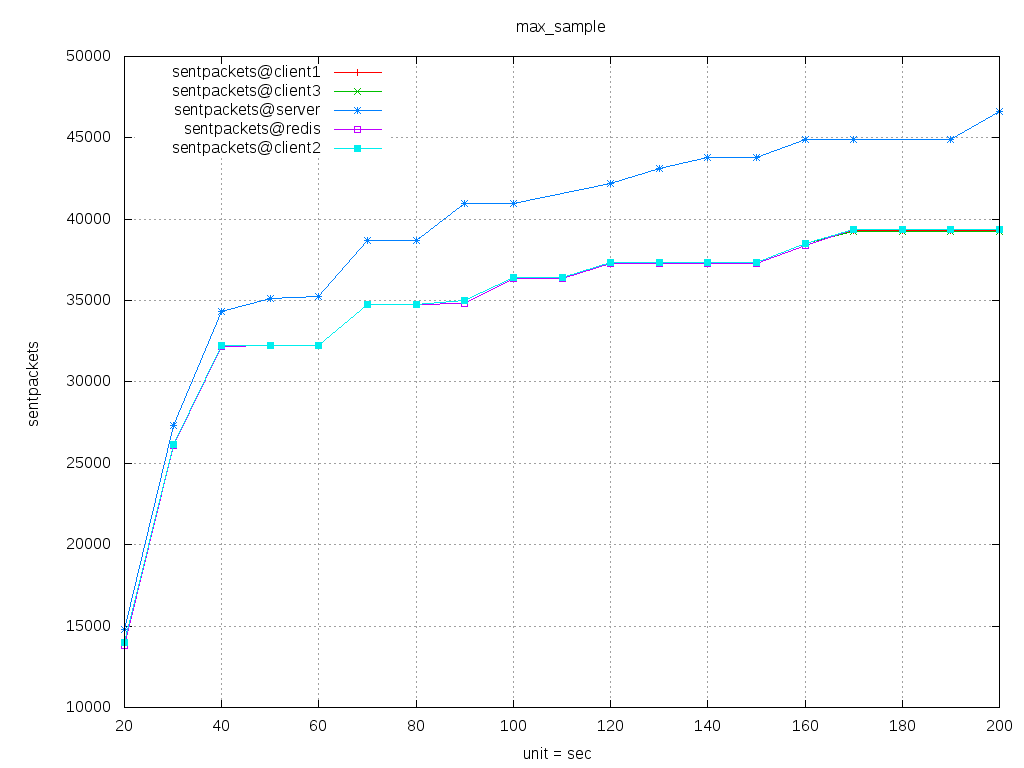 max_sample
50000
45000
40000
35000
30000
25000
20000
15000
10000
sentpackets
sentpackets@client1
sentpackets@client3
sentpackets@server
sentpackets@redis
sentpackets@client2
20 40 60 80 100 120 140 160 180 200
unit = sec